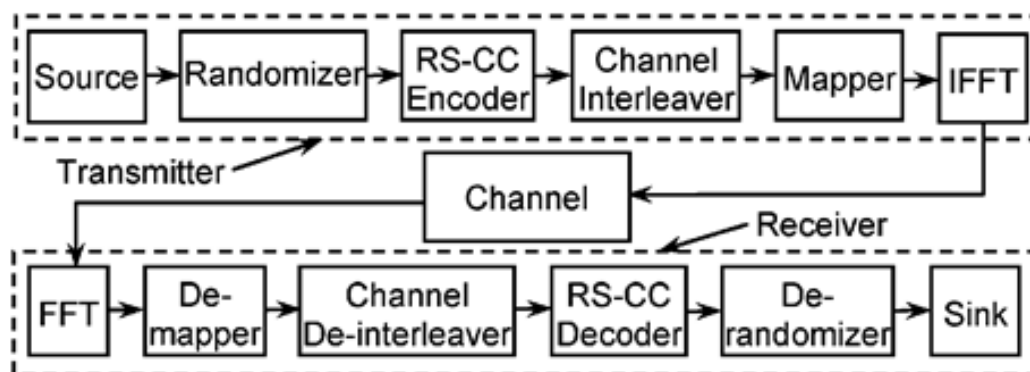 Source
Randomizer
RS-CC
Encoder
Channel
Interleaver
Mapper
IFFT
Transmitter
Channel
Receiver
FFT
De-
mapper
Channel
De-interleaver
RS-CC
Decoder
De-
randomizer
Sink